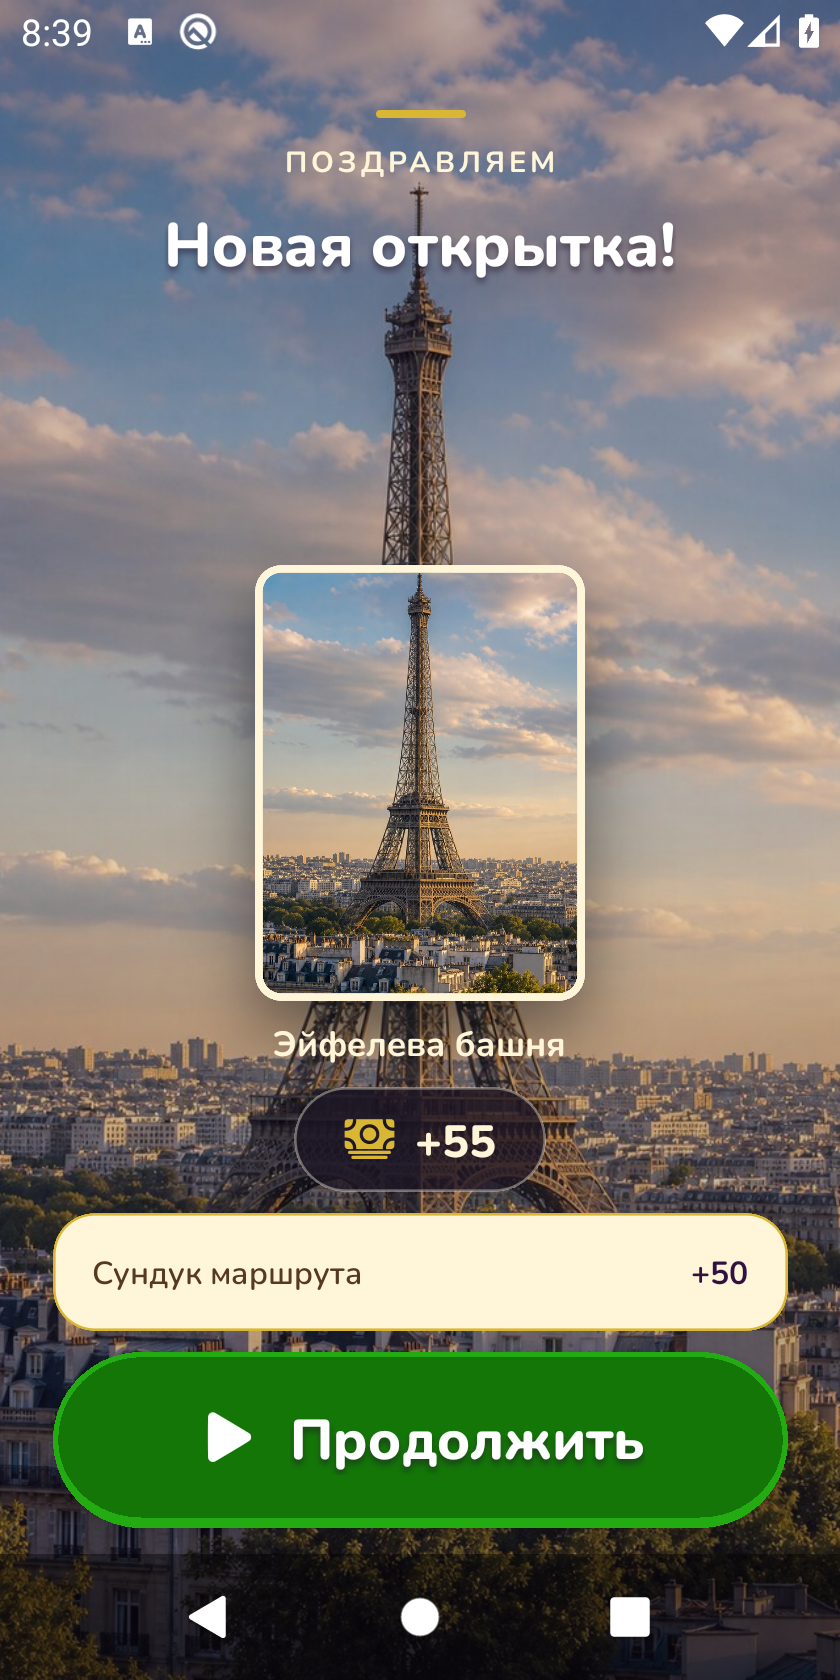 8:39
ПОЗДРАВЛЯЕМ
Новая открытка!
Эйфелева башня
+55
Сундук маршрута +50
Продолжить